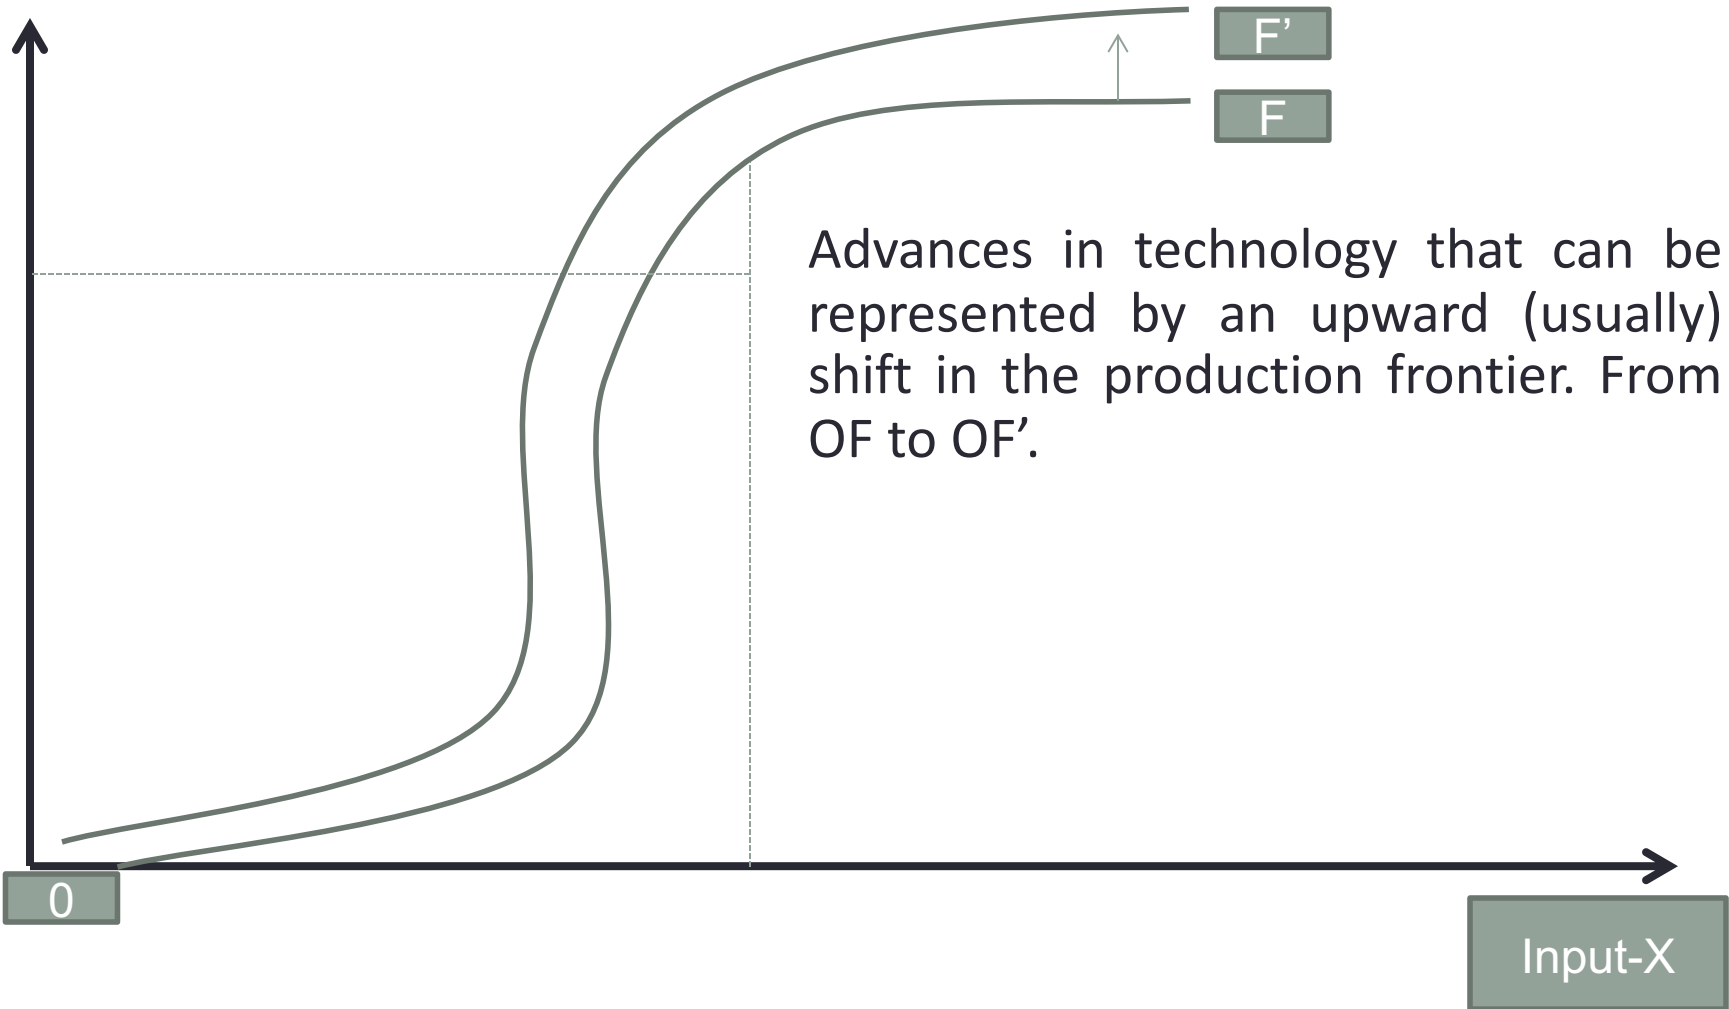 F’
F
Advances in technology that can be
represented by an upward (usually)
shift in the production frontier. From
OF to OF’.
0
Input-X